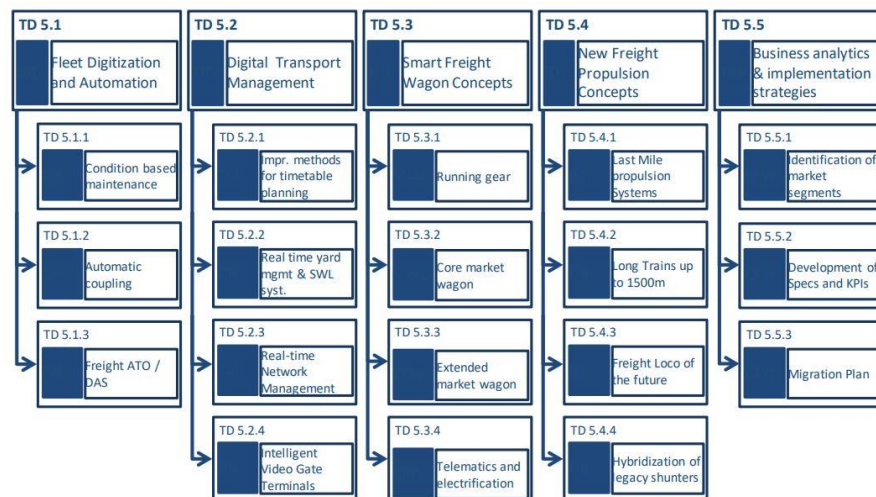 TD 5.1
Fleet Digitization
and Automation
TD 5.1.1
Condition based
maintenance
TD 5.1.2
Automatic
coupling
TD 5.1.3
Freight ATO /
DAS
TD 5.2
Digital Transport
Management
TD 5.2.1
Impr. methods
for timetable
planning
TD 5.2.2
Real time yard
mgmt & SWL
syst.
TD 5.2.3
Real-time
Network
Management
TD 5.2.4
Intelligent
Video Gate
Terminals
TD 5.3
Smart Freight
Wagon Concepts
TD 5.3.1
Running gear
TD 5.3.2
Core market
wagon
TD 5.3.3
Extended
market wagon
TD 5.3.4
Telematics and
electrification
TD 5.4
New Freight
Propulsion
Concepts
TD 5.4.1
Last Mile
propulsion
Systems
TD 5.4.2
Long Trains up
to 1500m
TD 5.4.3
Freight Loco of
the future
TD 5.4.4
Hybridization of
legacy shunters
TD 5.5
Business analytics
& implementation
strategies
TD 5.5.1
Identification of
market
segments
TD 5.5.2
Development of
Specs and KPIs
TD 5.5.3
Migration Plan